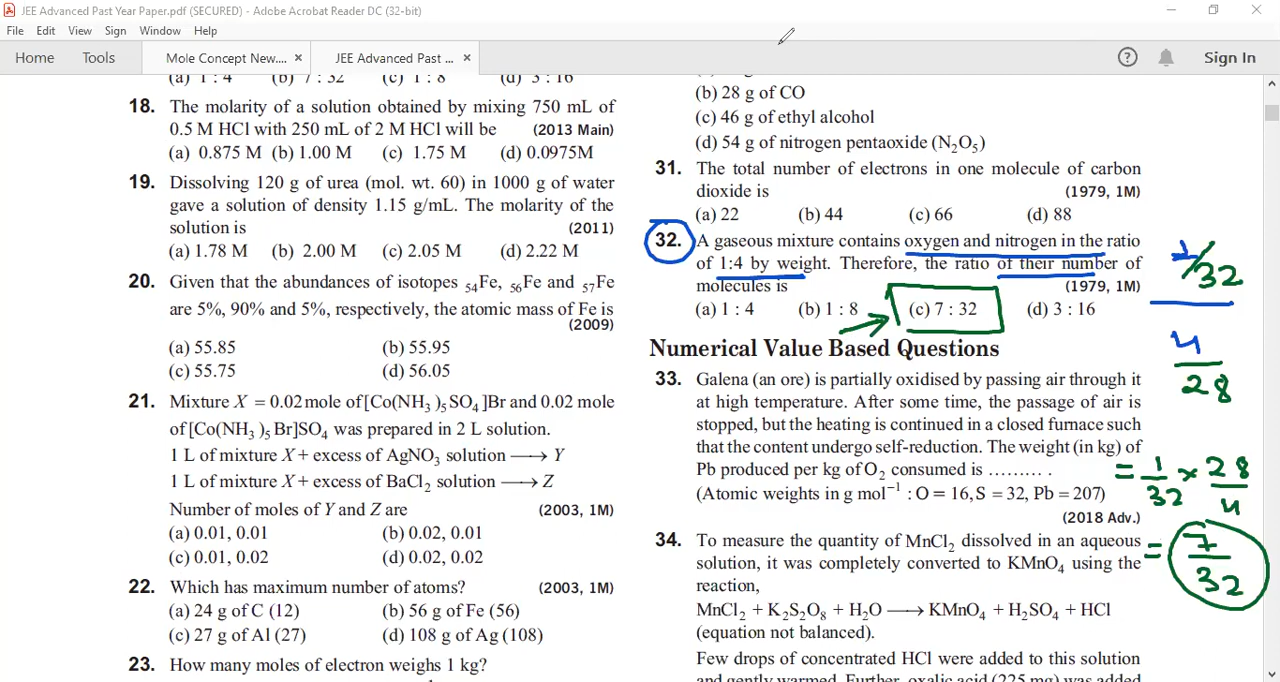 JEE Advanced Past Year Paper.pdf (SECURED) - Adobe Acrobat Reader DC (32-bit)
File Edit View Sign Window Help
Home Tools Mole Concept New.... × JEE Advanced Past ... × ? Sign In
(a) 1 : 4 (b) 7 : 32 (c) 1 : 8 (d) 3 : 16
18. The molarity of a solution obtained by mixing 750 mL of
0.5 M HCl with 250 mL of 2 M HCl will be (2013 Main)
(a) 0.875 M (b) 1.00 M (c) 1.75 M (d) 0.0975M
19. Dissolving 120 g of urea (mol. wt. 60) in 1000 g of water
gave a solution of density 1.15 g/mL. The molarity of the
solution is (2011)
(a) 1.78 M (b) 2.00 M (c) 2.05 M (d) 2.22 M
20. Given that the abundances of isotopes ₅₄Fe, ₅₆Fe and ₅₇Fe
are 5%, 90% and 5%, respectively, the atomic mass of Fe is
(2009)
(a) 55.85 (b) 55.95
(c) 55.75 (d) 56.05
21. Mixture X = 0.02 mole of [Co(NH₃)₅SO₄]Br and 0.02 mole
of [Co(NH₃)₅Br]SO₄ was prepared in 2 L solution.
1 L of mixture X + excess of AgNO₃ solution ⟶ Y
1 L of mixture X + excess of BaCl₂ solution ⟶ Z
Number of moles of Y and Z are (2003, 1M)
(a) 0.01, 0.01 (b) 0.02, 0.01
(c) 0.01, 0.02 (d) 0.02, 0.02
22. Which has maximum number of atoms? (2003, 1M)
(a) 24 g of C (12) (b) 56 g of Fe (56)
(c) 27 g of Al (27) (d) 108 g of Ag (108)
23. How many moles of electron weighs 1 kg?
(b) 28 g of CO
(c) 46 g of ethyl alcohol
(d) 54 g of nitrogen pentaoxide (N₂O₅)
31. The total number of electrons in one molecule of carbon
dioxide is (1979, 1M)
(a) 22 (b) 44 (c) 66 (d) 88
32. A gaseous mixture contains oxygen and nitrogen in the ratio
of 1:4 by weight. Therefore, the ratio of their number of
molecules is (1979, 1M)
(a) 1 : 4 (b) 1 : 8 (c) 7 : 32 (d) 3 : 16
Numerical Value Based Questions
33. Galena (an ore) is partially oxidised by passing air through it
at high temperature. After some time, the passage of air is
stopped, but the heating is continued in a closed furnace such
that the content undergo self-reduction. The weight (in kg) of
Pb produced per kg of O₂ consumed is ......... .
(Atomic weights in g mol⁻¹ : O = 16, S = 32, Pb = 207)
(2018 Adv.)
34. To measure the quantity of MnCl₂ dissolved in an aqueous
solution, it was completely converted to KMnO₄ using the
reaction,
MnCl₂ + K₂S₂O₈ + H₂O ⟶ KMnO₄ + H₂SO₄ + HCl
(equation not balanced).
Few drops of concentrated HCl were added to this solution
and gently warmed. Further, oxalic acid (225 mg) was added
1/32
4
28
= 1/32 × 28/4
= 7/32